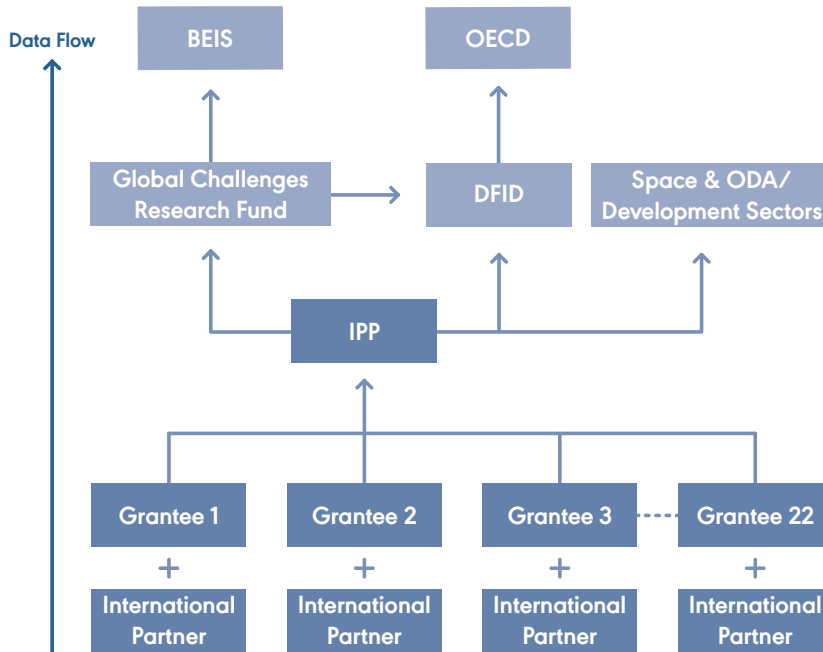 Data Flow
BEIS
OECD
Global Challenges
Research Fund
DFID
Space & ODA/
Development Sectors
IPP
Grantee 1
Grantee 2
Grantee 3
Grantee 22
+
+
+
+
International
Partner
International
Partner
International
Partner
International
Partner